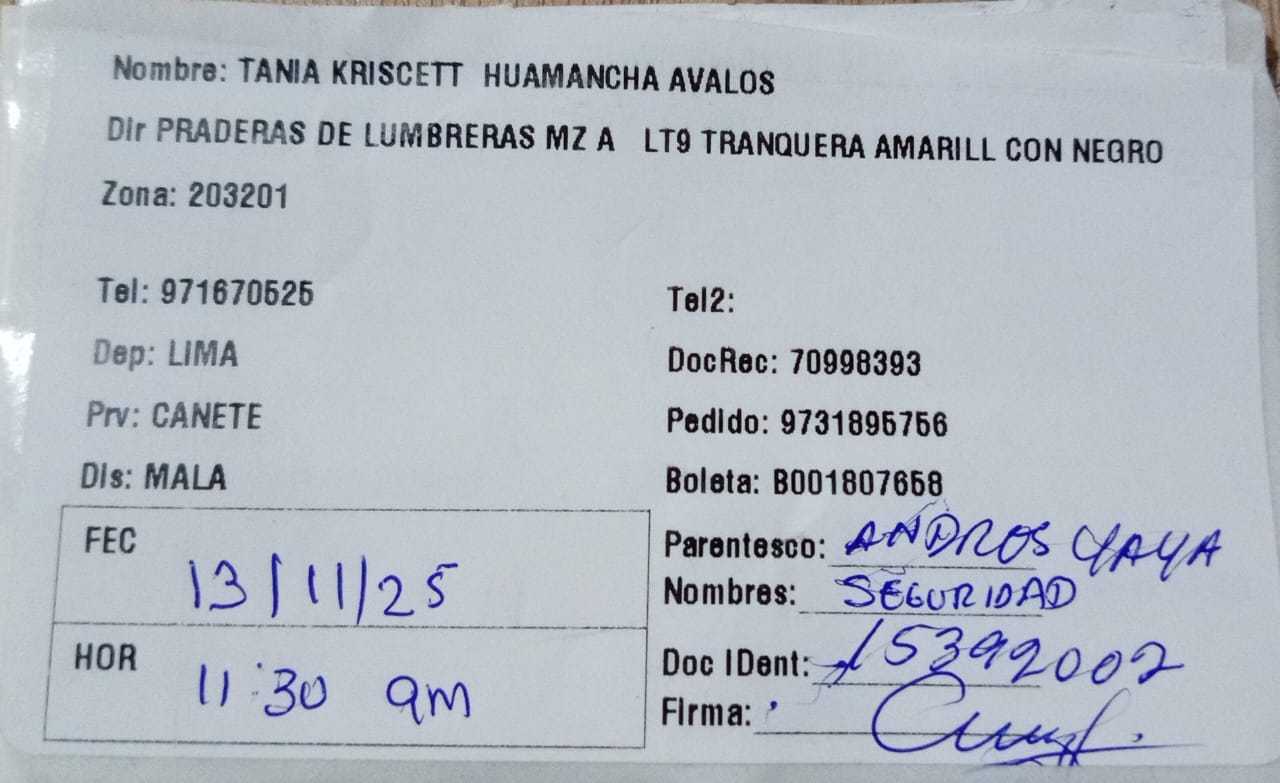 Nombre: TANIA KRISCETT HUAMANCHA AVALOS
Dir PRADERAS DE LUMBRERAS MZ A LT9 TRANQUERA AMARILL CON NEGRO
Zona: 203201
Tel: 971670525
Tel2:
Dep: LIMA
DocRec: 70998393
Prv: CANETE
Pedido: 9731895756
Dis: MALA
Boleta: B001807658
FEC 13/11/25
Parentesco: ANDROS YAYA
Nombres: SEGURIDAD
HOR 11:30 am
Doc IDent: 15392002
Firma: